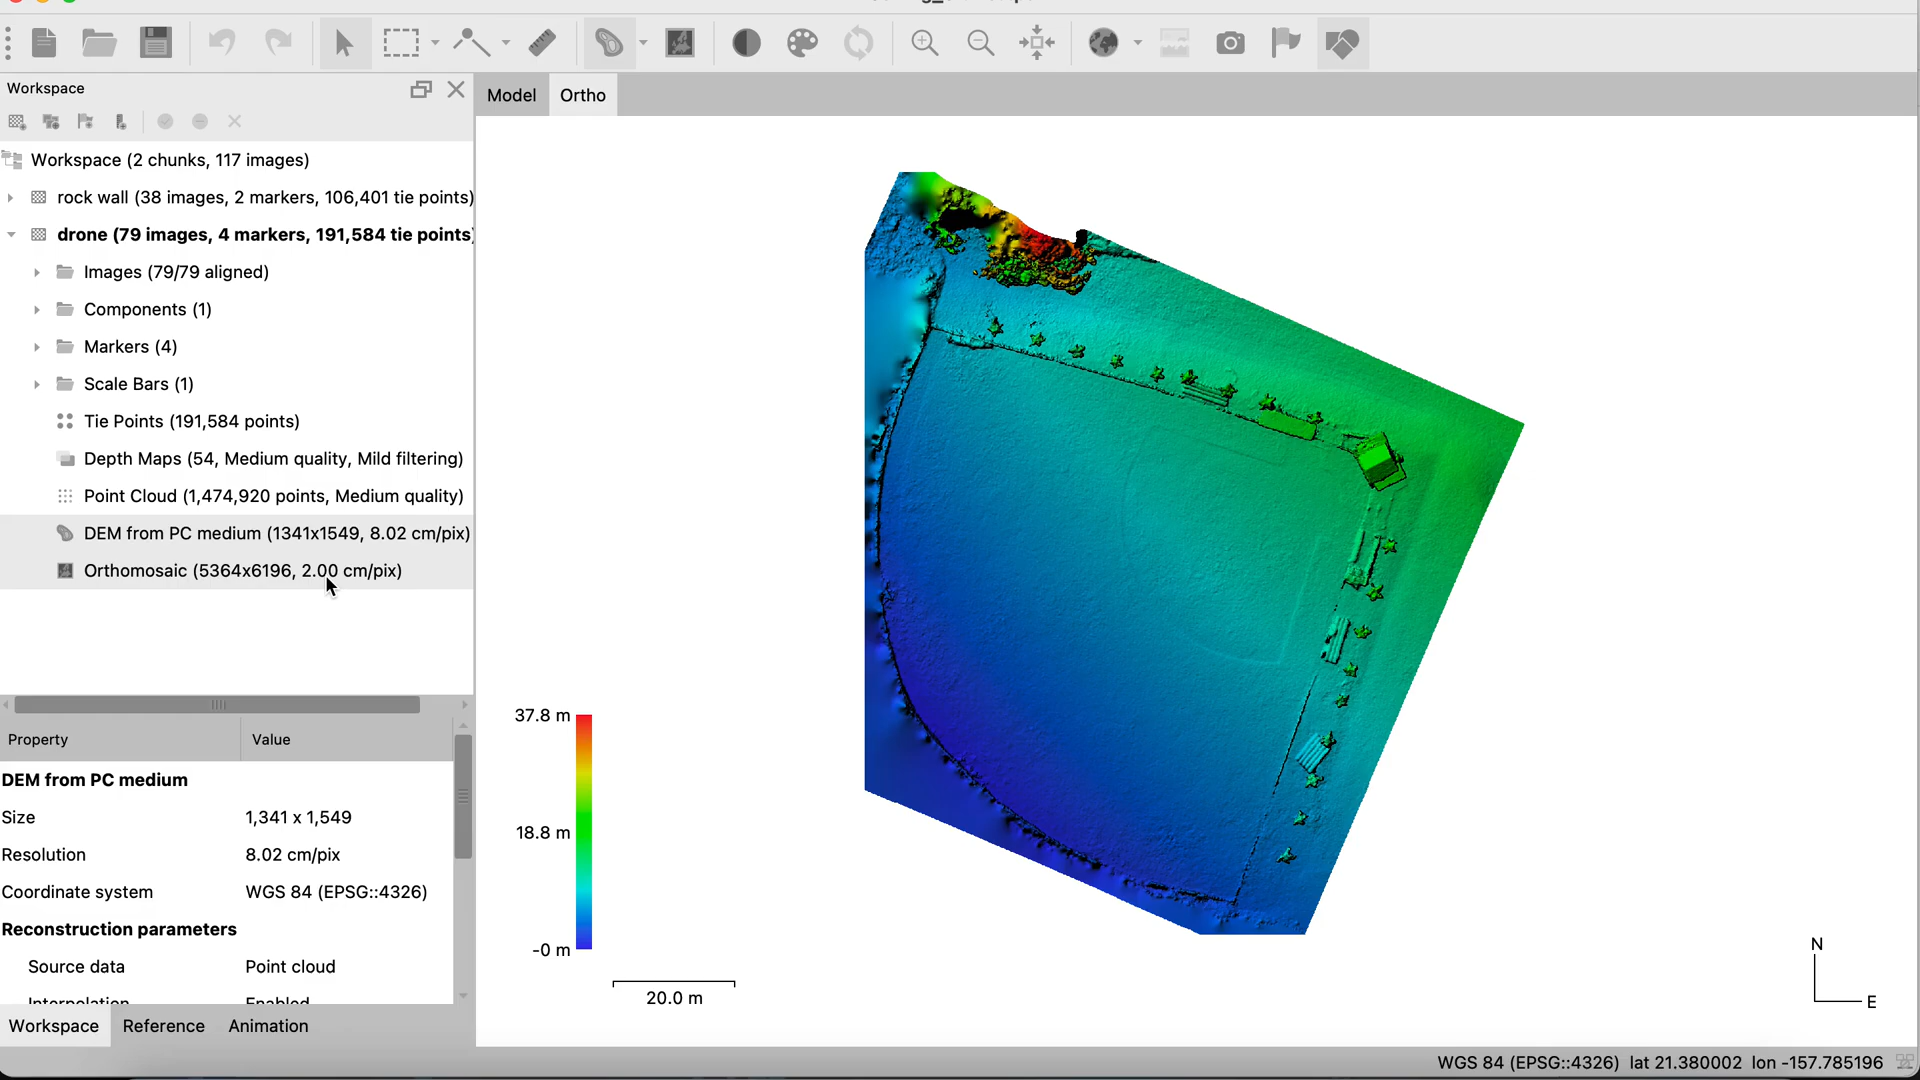 Workspace
Model
Ortho
Workspace (2 chunks, 117 images)
rock wall (38 images, 2 markers, 106,401 tie points)
drone (79 images, 4 markers, 191,584 tie points)
Images (79/79 aligned)
Components (1)
Markers (4)
Scale Bars (1)
Tie Points (191,584 points)
Depth Maps (54, Medium quality, Mild filtering)
Point Cloud (1,474,920 points, Medium quality)
DEM from PC medium (1341x1549, 8.02 cm/pix)
Orthomosaic (5364x6196, 2.00 cm/pix)
Property Value
DEM from PC medium
Size 1,341 x 1,549
Resolution 8.02 cm/pix
Coordinate system WGS 84 (EPSG::4326)
Reconstruction parameters
Source data Point cloud
Interpolation Enabled
Workspace Reference Animation
37.8 m
18.8 m
-0 m
20.0 m
N
E
WGS 84 (EPSG::4326) lat 21.380002 lon -157.785196